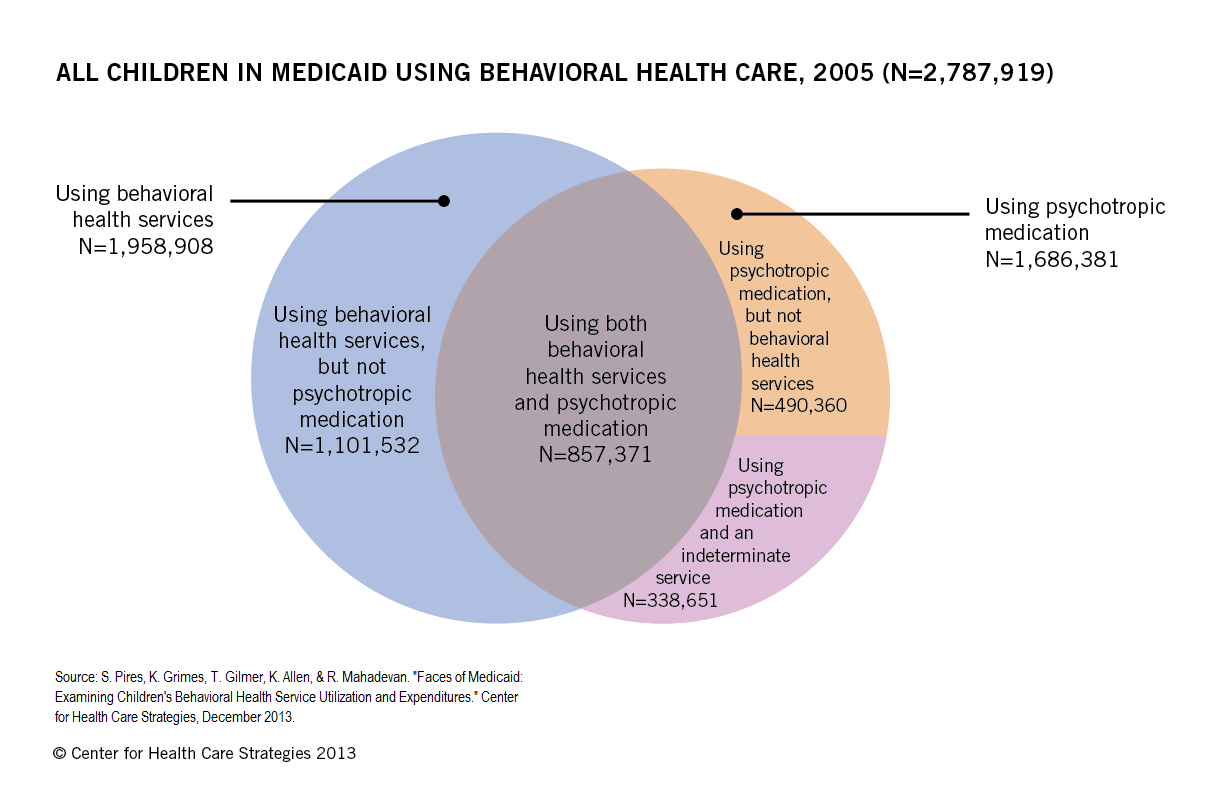 ALL CHILDREN IN MEDICAID USING BEHAVIORAL HEALTH CARE, 2005 (N=2,787,919)
Using behavioral
health services
N=1,958,908
Using psychotropic
medication
N=1,686,381
Using behavioral
health services,
but not
psychotropic
medication
N=1,101,532
Using both
behavioral
health services
and psychotropic
medication
N=857,371
Using
psychotropic
medication,
but not
behavioral
health
services
N=490,360
Using
psychotropic
medication
and an
indeterminate
service
N=338,651
Source: S. Pires, K. Grimes, T. Gilmer, K. Allen, & R. Mahadevan. "Faces of Medicaid:
Examining Children's Behavioral Health Service Utilization and Expenditures." Center
for Health Care Strategies, December 2013.
© Center for Health Care Strategies 2013